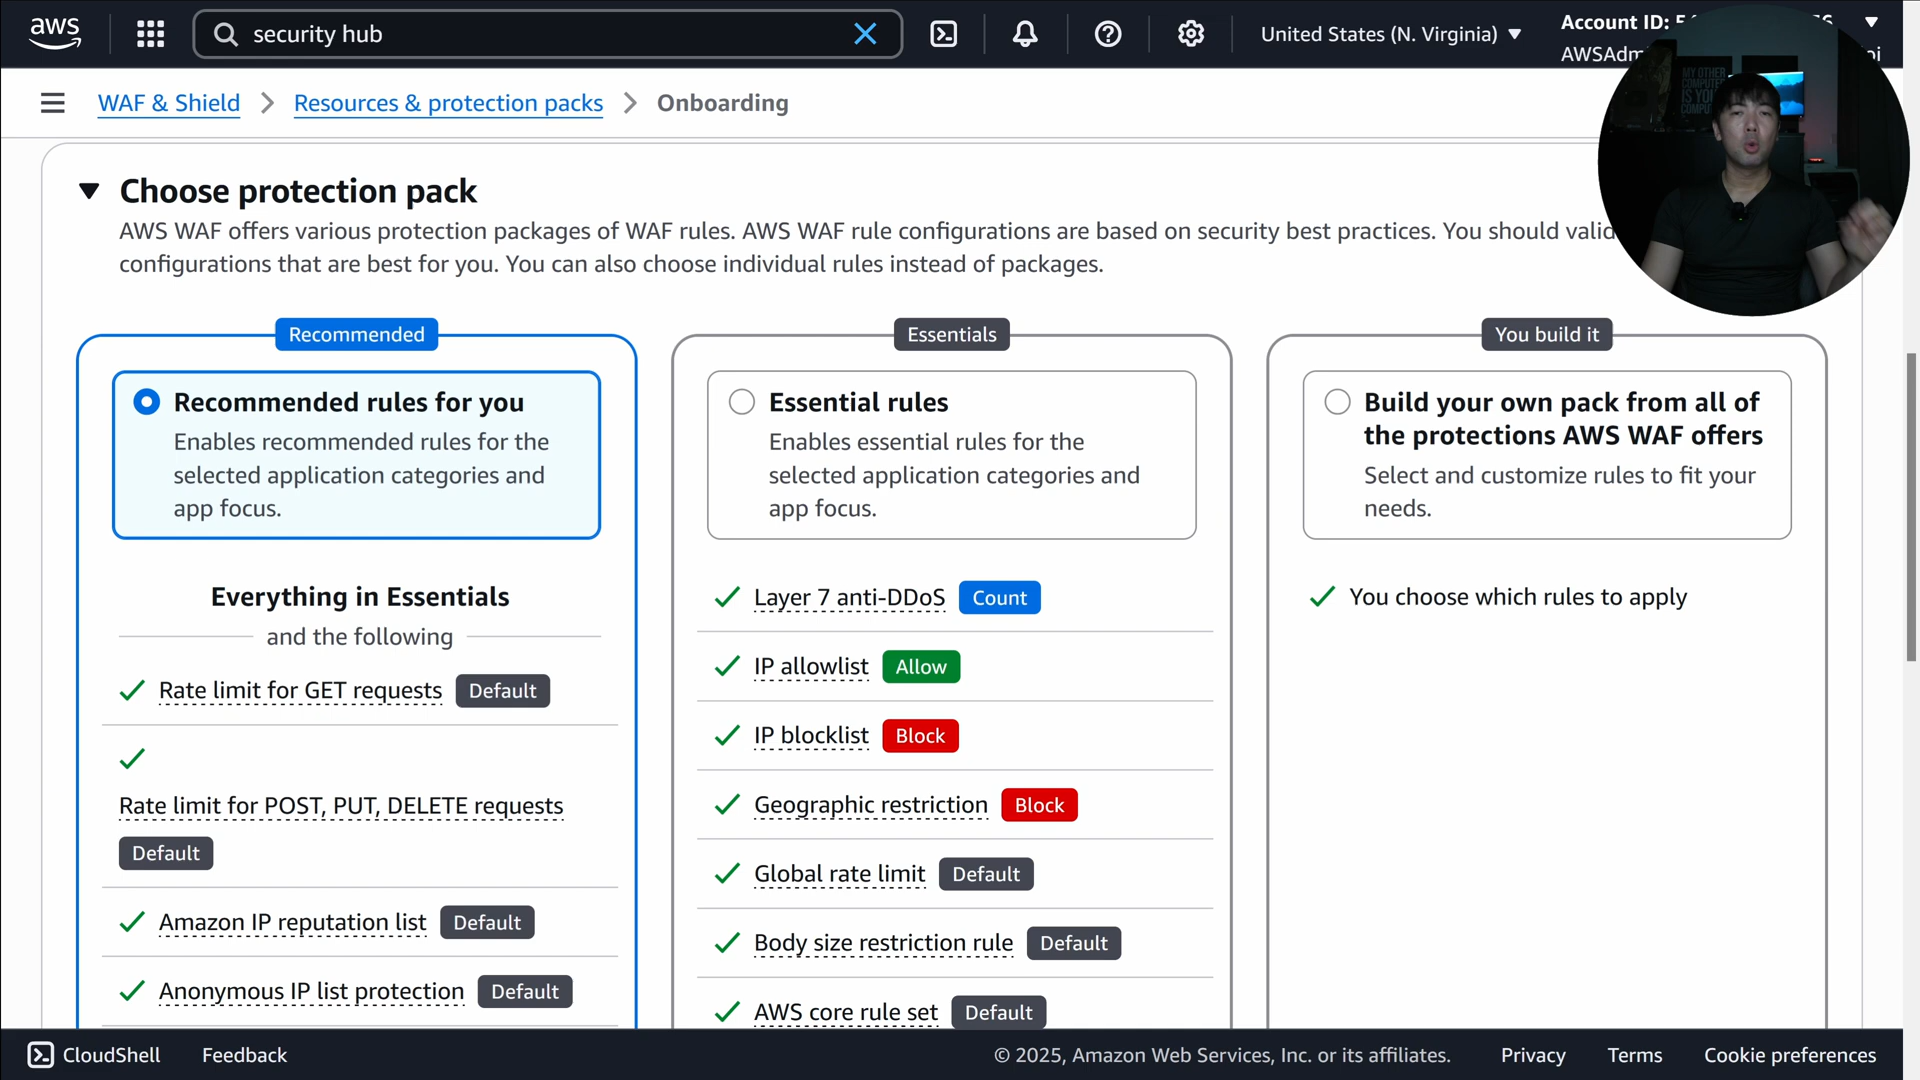 aws
security hub
United States (N. Virginia)
Account ID:
WAF & Shield
Resources & protection packs
Onboarding
Choose protection pack
AWS WAF offers various protection packages of WAF rules. AWS WAF rule configurations are based on security best practices. You should
configurations that are best for you. You can also choose individual rules instead of packages.
Recommended
Recommended rules for you
Enables recommended rules for the
selected application categories and
app focus.
Everything in Essentials
and the following
Rate limit for GET requests Default
Rate limit for POST, PUT, DELETE requests
Default
Amazon IP reputation list Default
Anonymous IP list protection Default
Essentials
Essential rules
Enables essential rules for the
selected application categories and
app focus.
Layer 7 anti-DDoS Count
IP allowlist Allow
IP blocklist Block
Geographic restriction Block
Global rate limit Default
Body size restriction rule Default
AWS core rule set Default
You build it
Build your own pack from all of
the protections AWS WAF offers
Select and customize rules to fit your
needs.
You choose which rules to apply
MY OTHER
COMPUTER
CloudShell
Feedback
© 2025, Amazon Web Services, Inc. or its affiliates.
Privacy
Terms
Cookie preferences